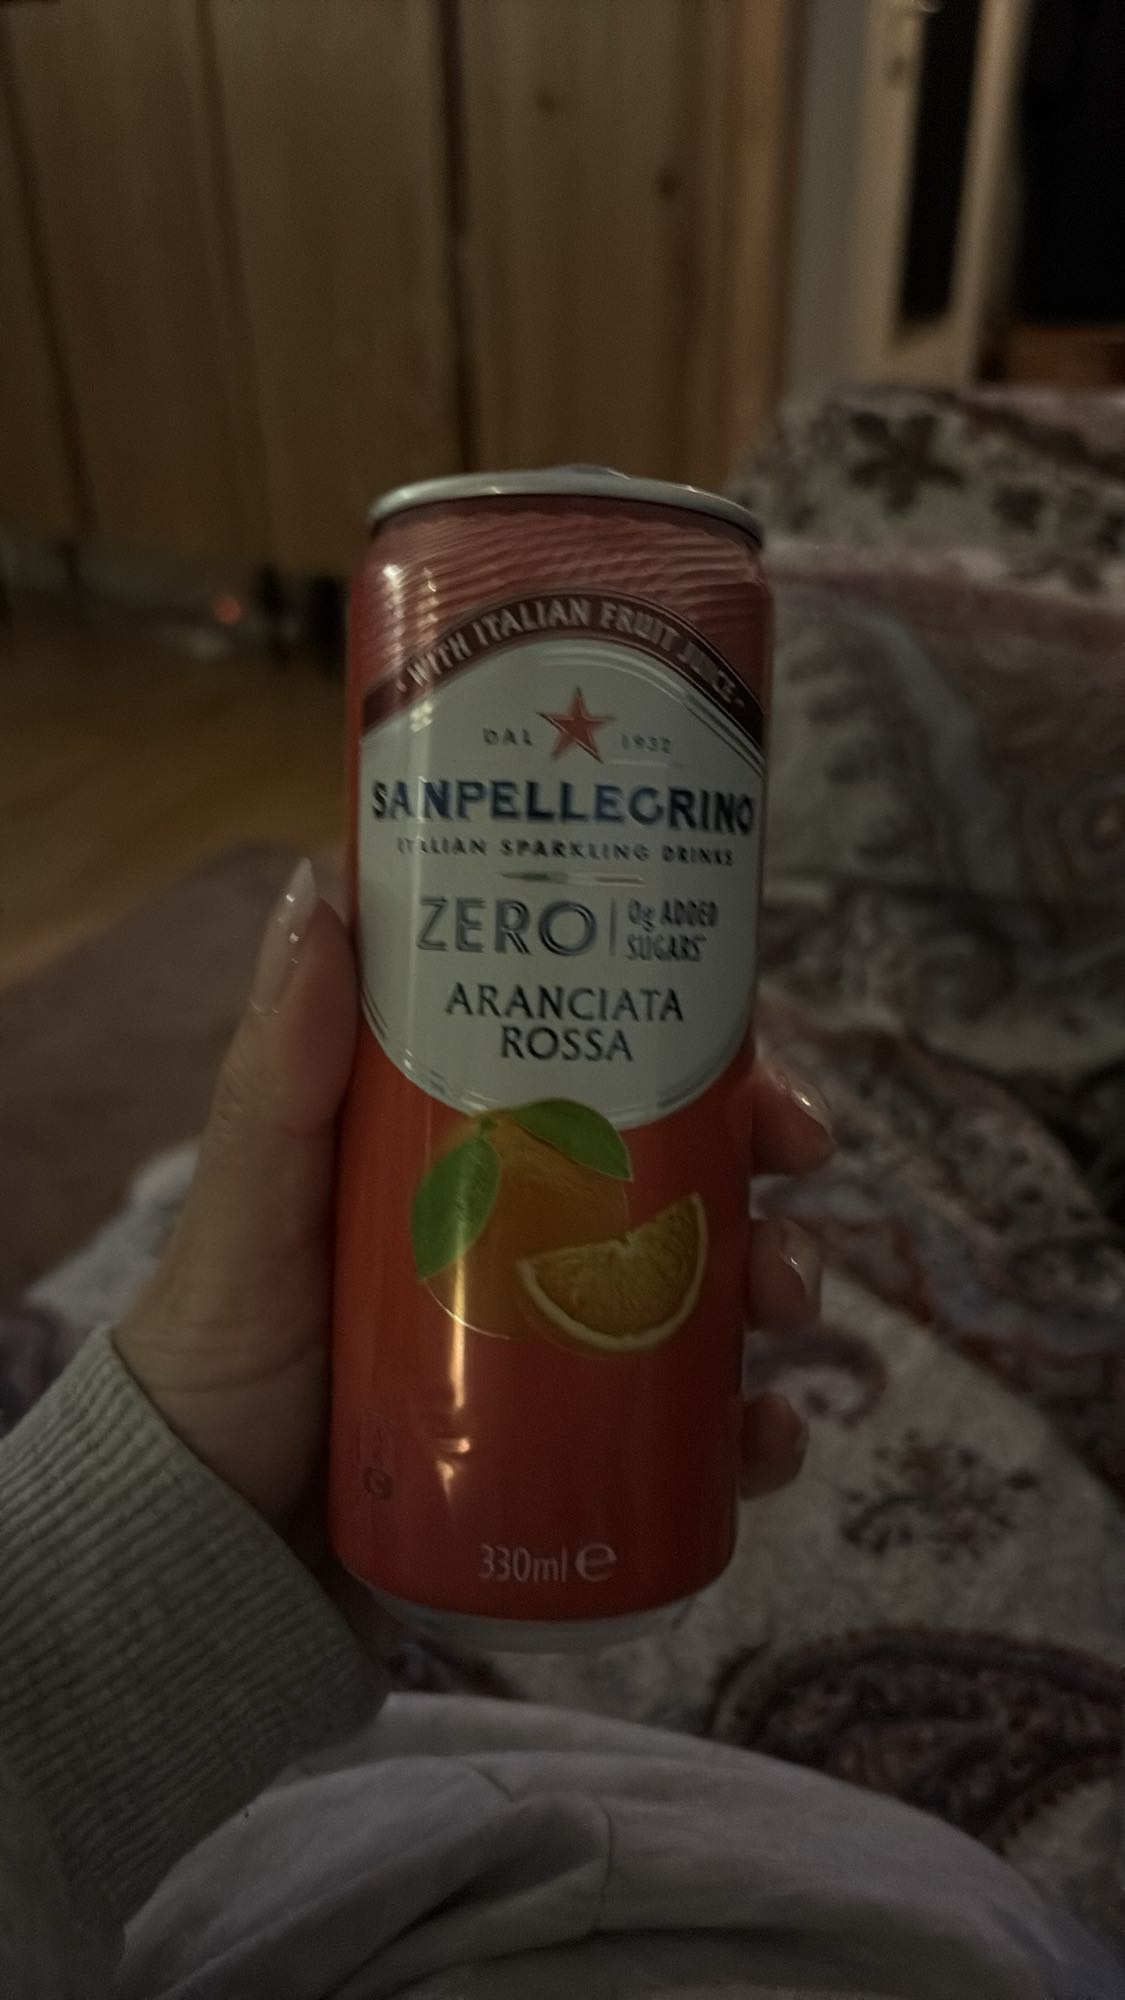 - WITH ITALIAN FRUIT JUICE -
DAL 1932
SANPELLEGRINO
ITALIAN SPARKLING DRINKS
ZERO
0g ADDED
SUGARS
ARANCIATA
ROSSA
330ml ℮